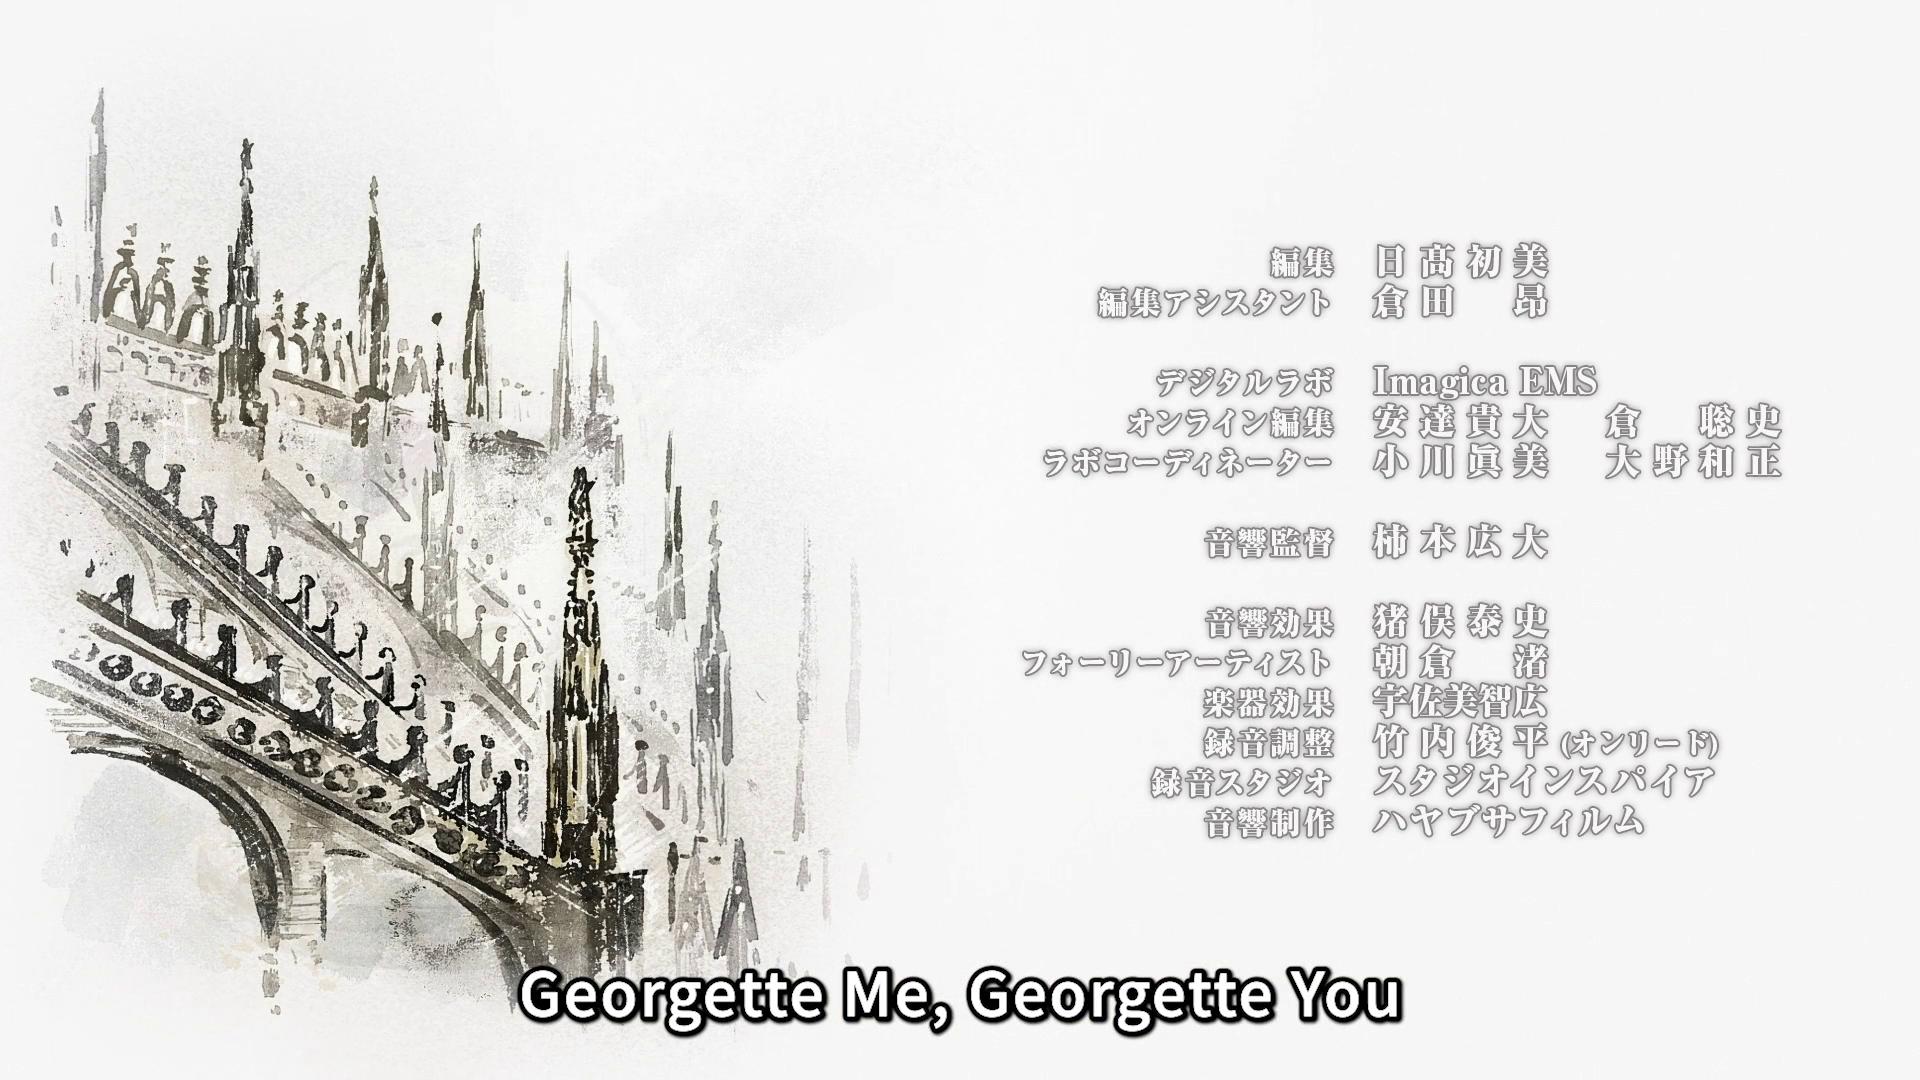 編集 日髙初美
編集アシスタント 倉田 昂
デジタルラボ Imagica EMS
オンライン編集 安達貴大 倉 聡史
ラボコーディネーター 小川眞美 大野和正
音響監督 柿本広大
音響効果 猪俣泰史
フォーリーアーティスト 朝倉 渚
楽器効果 宇佐美智広
録音調整 竹内俊平(オンリード)
録音スタジオ スタジオインスパイア
音響制作 ハヤブサフィルム
Georgette Me, Georgette You